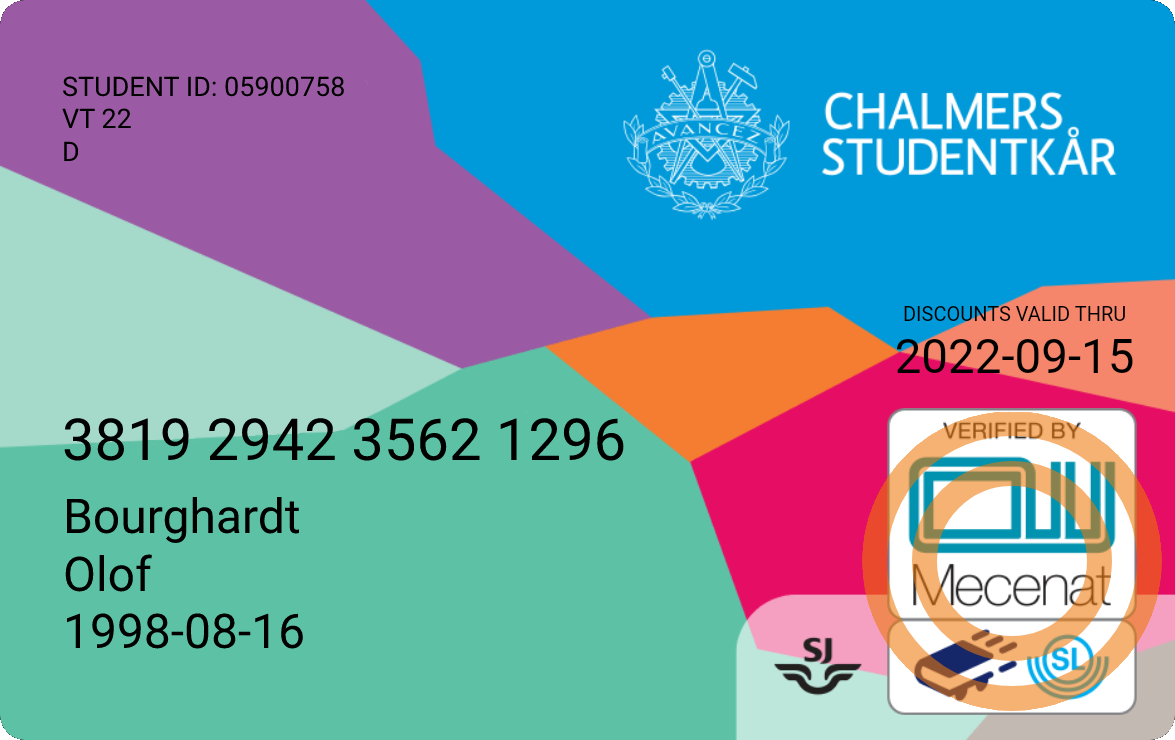 STUDENT ID: 05900758
VT 22
D
AVANCEZ
CHALMERS
STUDENTKÅR
DISCOUNTS VALID THRU
2022-09-15
3819 2942 3562 1296
Bourghardt
Olof
1998-08-16
VERIFIED BY
Mecenat
SJ
SL